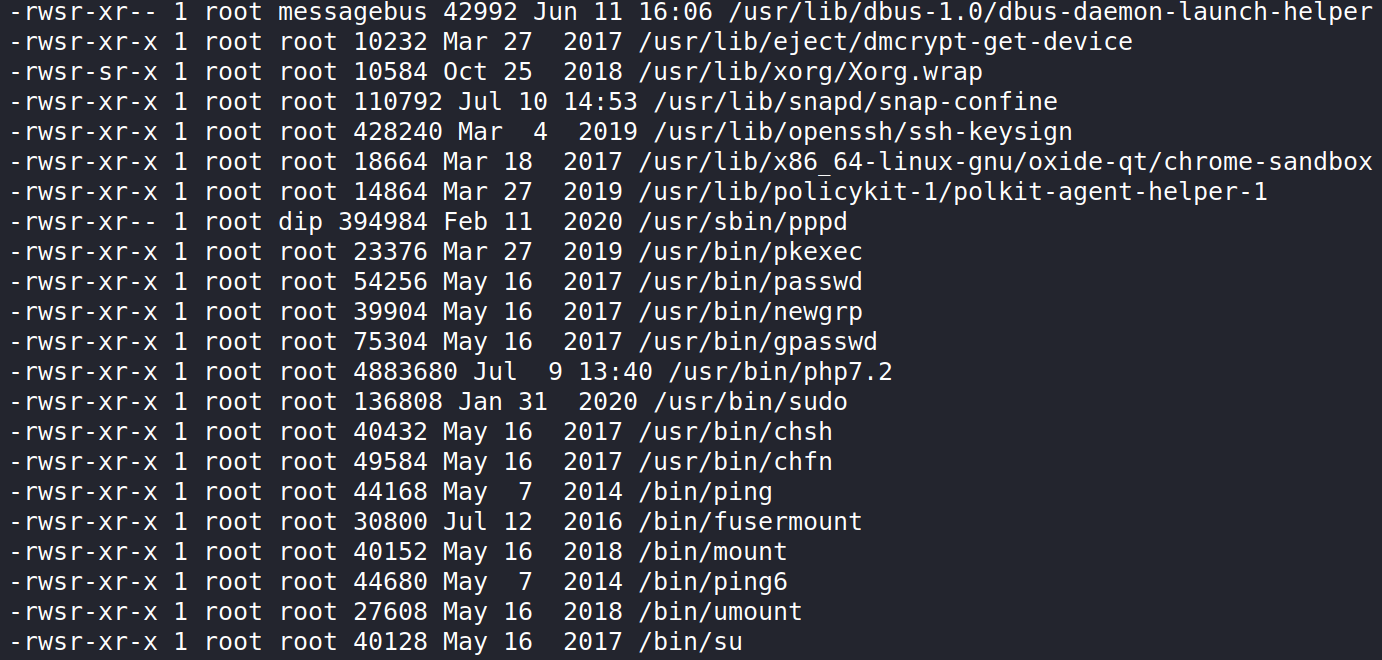 -rwsr-xr-- 1 root messagebus 42992 Jun 11 16:06 /usr/lib/dbus-1.0/dbus-daemon-launch-helper
-rwsr-xr-x 1 root root 10232 Mar 27  2017 /usr/lib/eject/dmcrypt-get-device
-rwsr-sr-x 1 root root 10584 Oct 25  2018 /usr/lib/xorg/Xorg.wrap
-rwsr-xr-x 1 root root 110792 Jul 10 14:53 /usr/lib/snapd/snap-confine
-rwsr-xr-x 1 root root 428240 Mar  4  2019 /usr/lib/openssh/ssh-keysign
-rwsr-xr-x 1 root root 18664 Mar 18  2017 /usr/lib/x86_64-linux-gnu/oxide-qt/chrome-sandbox
-rwsr-xr-x 1 root root 14864 Mar 27  2019 /usr/lib/policykit-1/polkit-agent-helper-1
-rwsr-xr-- 1 root dip 394984 Feb 11  2020 /usr/sbin/pppd
-rwsr-xr-x 1 root root 23376 Mar 27  2019 /usr/bin/pkexec
-rwsr-xr-x 1 root root 54256 May 16  2017 /usr/bin/passwd
-rwsr-xr-x 1 root root 39904 May 16  2017 /usr/bin/newgrp
-rwsr-xr-x 1 root root 75304 May 16  2017 /usr/bin/gpasswd
-rwsr-xr-x 1 root root 4883680 Jul  9 13:40 /usr/bin/php7.2
-rwsr-xr-x 1 root root 136808 Jan 31  2020 /usr/bin/sudo
-rwsr-xr-x 1 root root 40432 May 16  2017 /usr/bin/chsh
-rwsr-xr-x 1 root root 49584 May 16  2017 /usr/bin/chfn
-rwsr-xr-x 1 root root 44168 May  7  2014 /bin/ping
-rwsr-xr-x 1 root root 30800 Jul 12  2016 /bin/fusermount
-rwsr-xr-x 1 root root 40152 May 16  2018 /bin/mount
-rwsr-xr-x 1 root root 44680 May  7  2014 /bin/ping6
-rwsr-xr-x 1 root root 27608 May 16  2018 /bin/umount
-rwsr-xr-x 1 root root 40128 May 16  2017 /bin/su